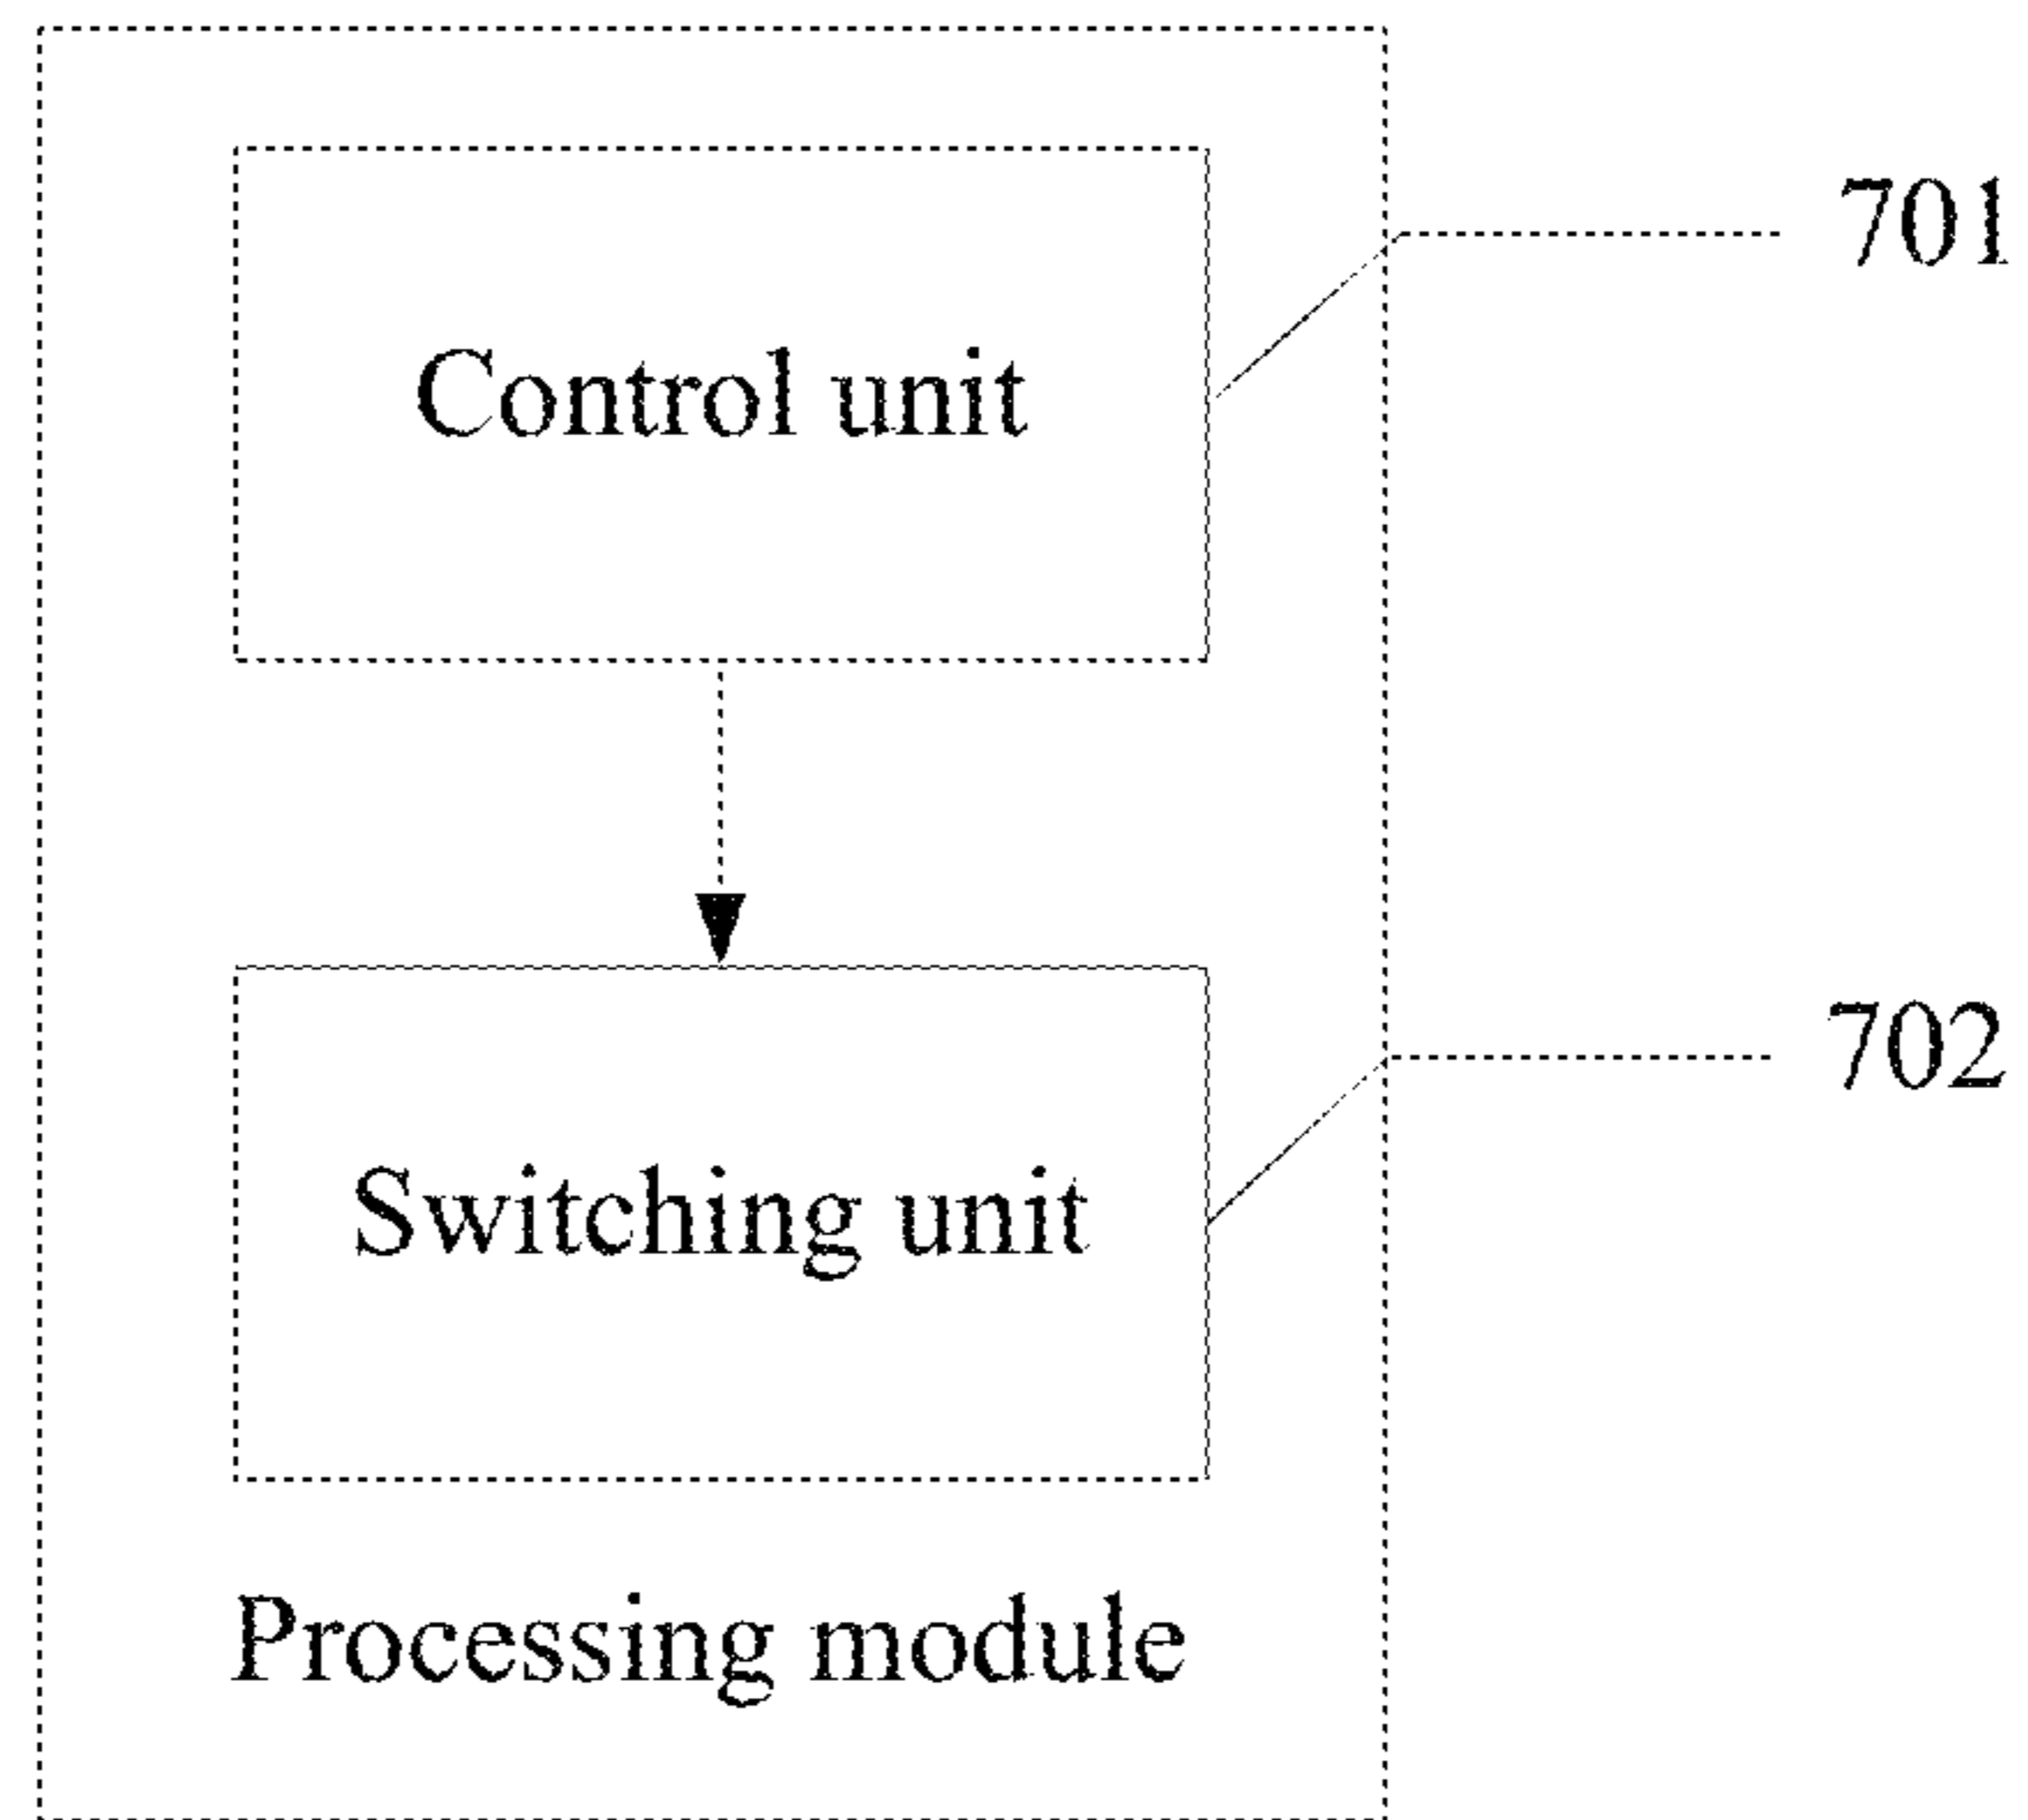 701
Control unit
702
Switching unit
Processing module